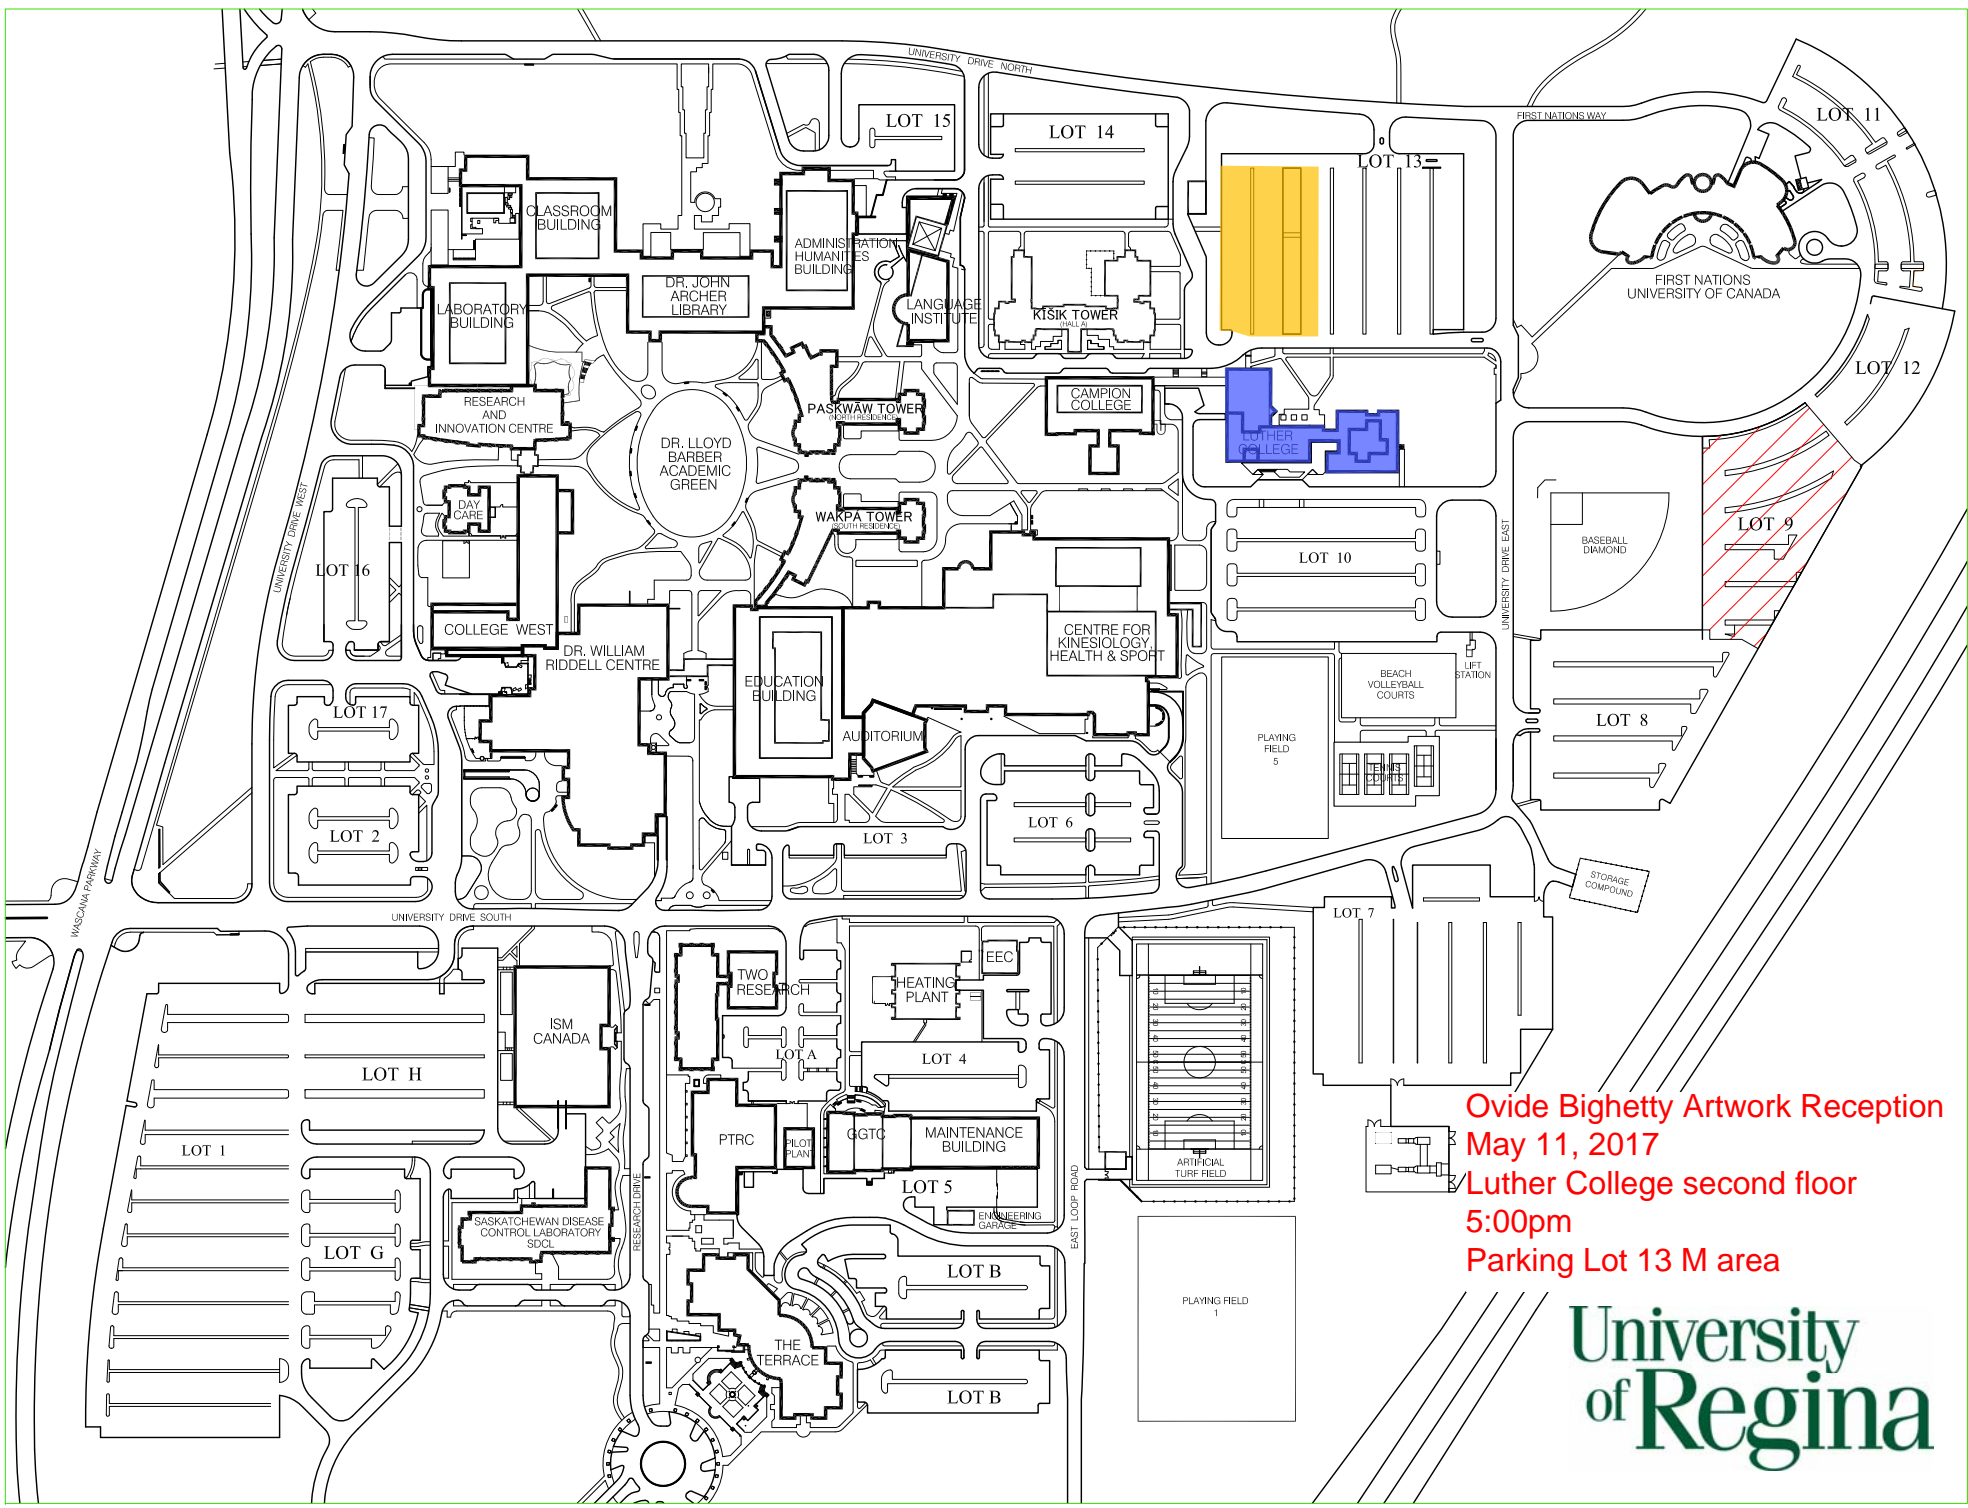 UNIVERSITY DRIVE NORTH
FIRST NATIONS WAY
LOT 11
LOT 15
LOT 14
LOT 13
CLASSROOM
BUILDING
ADMINISTRATION
HUMANITIES
BUILDING
DR. JOHN
ARCHER
LIBRARY
LABORATORY
BUILDING
LANGUAGE
INSTITUTE
KĪSIK TOWER
(HALL A)
FIRST NATIONS
UNIVERSITY OF CANADA
LOT 12
RESEARCH
AND
INNOVATION CENTRE
PASKWĀW TOWER
(NORTH RESIDENCE)
CAMPION
COLLEGE
LUTHER
COLLEGE
DR. LLOYD
BARBER
ACADEMIC
GREEN
DAY
CARE
WAKPÁ TOWER
(SOUTH RESIDENCE)
UNIVERSITY DRIVE WEST
LOT 16
LOT 10
UNIVERSITY DRIVE EAST
BASEBALL
DIAMOND
LOT 9
COLLEGE WEST
DR. WILLIAM
RIDDELL CENTRE
CENTRE FOR
KINESIOLOGY,
HEALTH & SPORT
EDUCATION
BUILDING
AUDITORIUM
BEACH
VOLLEYBALL
COURTS
LIFT
STATION
LOT 17
LOT 8
PLAYING
FIELD
5
TENNIS
COURTS
LOT 2
LOT 3
LOT 6
STORAGE
COMPOUND
WASCANA PARKWAY
UNIVERSITY DRIVE SOUTH
LOT 7
TWO
RESEARCH
HEATING
PLANT
EEC
ISM
CANADA
LOT A
LOT 4
LOT H
LOT 1
PTRC
PILOT
PLANT
GGTC
MAINTENANCE
BUILDING
ARTIFICIAL
TURF FIELD
LOT 5
ENGINEERING
GARAGE
SASKATCHEWAN DISEASE
CONTROL LABORATORY
SDCL
RESEARCH DRIVE
EAST LOOP ROAD
LOT G
LOT B
THE
TERRACE
LOT B
PLAYING FIELD
1
Ovide Bighetty Artwork Reception
May 11, 2017
Luther College second floor
5:00pm
Parking Lot 13 M area
University
of Regina